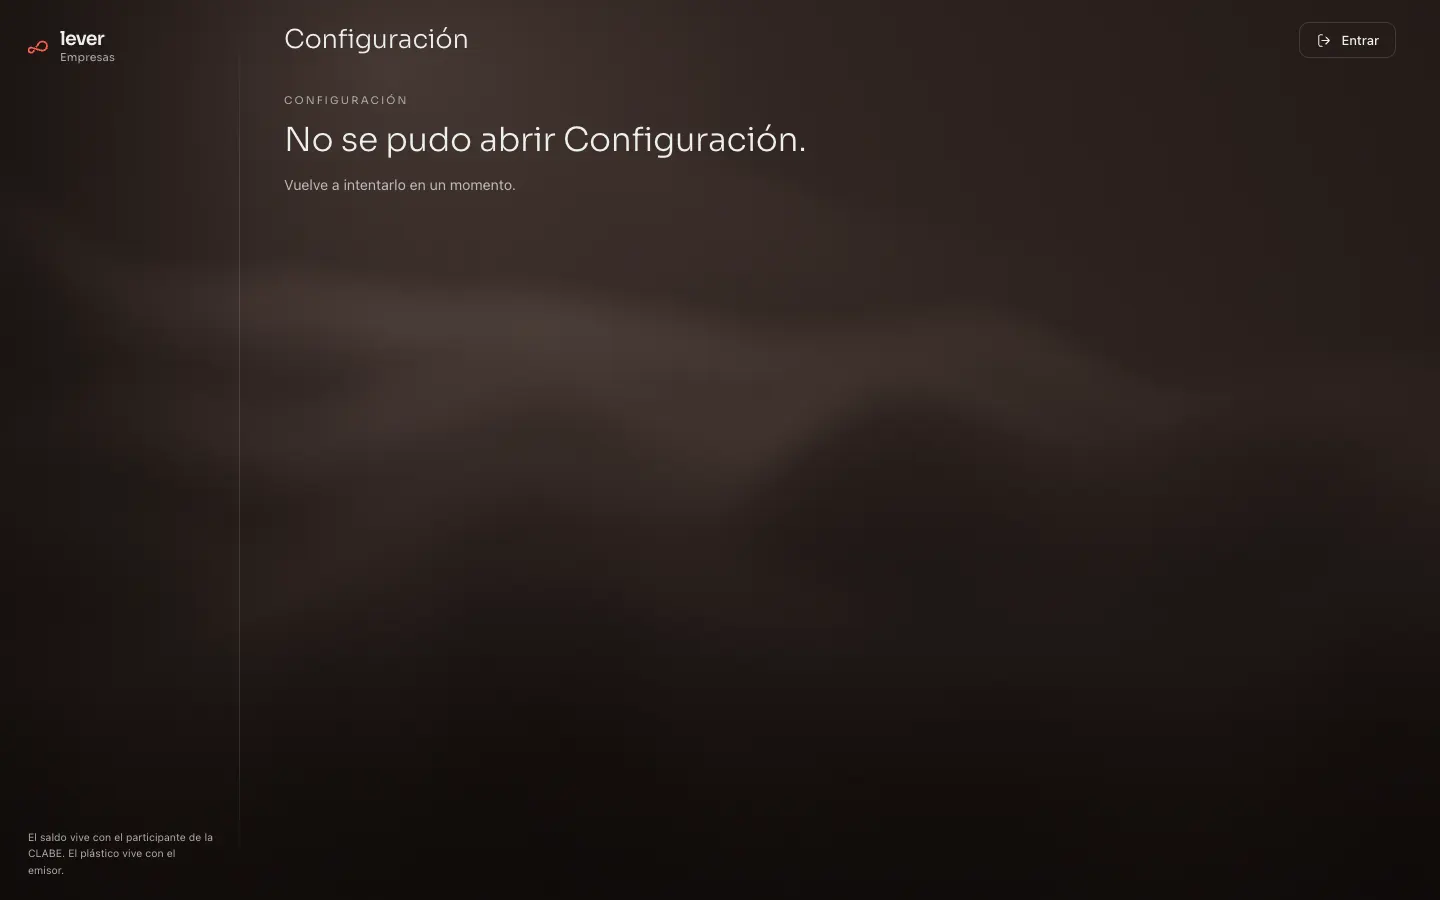 lever
Empresas
Configuración
Entrar
CONFIGURACIÓN
No se pudo abrir Configuración.
Vuelve a intentarlo en un momento.
El saldo vive con el participante de la
CLABE. El plástico vive con el
emisor.